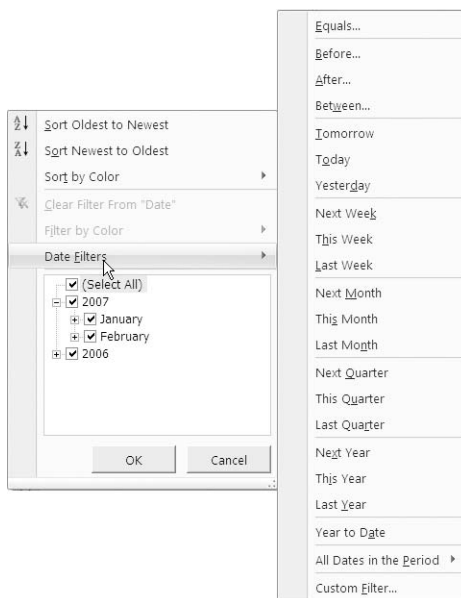 Sort Oldest to Newest
Sort Newest to Oldest
Sort by Color
Clear Filter From "Date"
Filter by Color
Date Filters
(Select All)
2007
January
February
2006
OK Cancel
Equals...
Before...
After...
Between...
Tomorrow
Today
Yesterday
Next Week
This Week
Last Week
Next Month
This Month
Last Month
Next Quarter
This Quarter
Last Quarter
Next Year
This Year
Last Year
Year to Date
All Dates in the Period
Custom Filter...